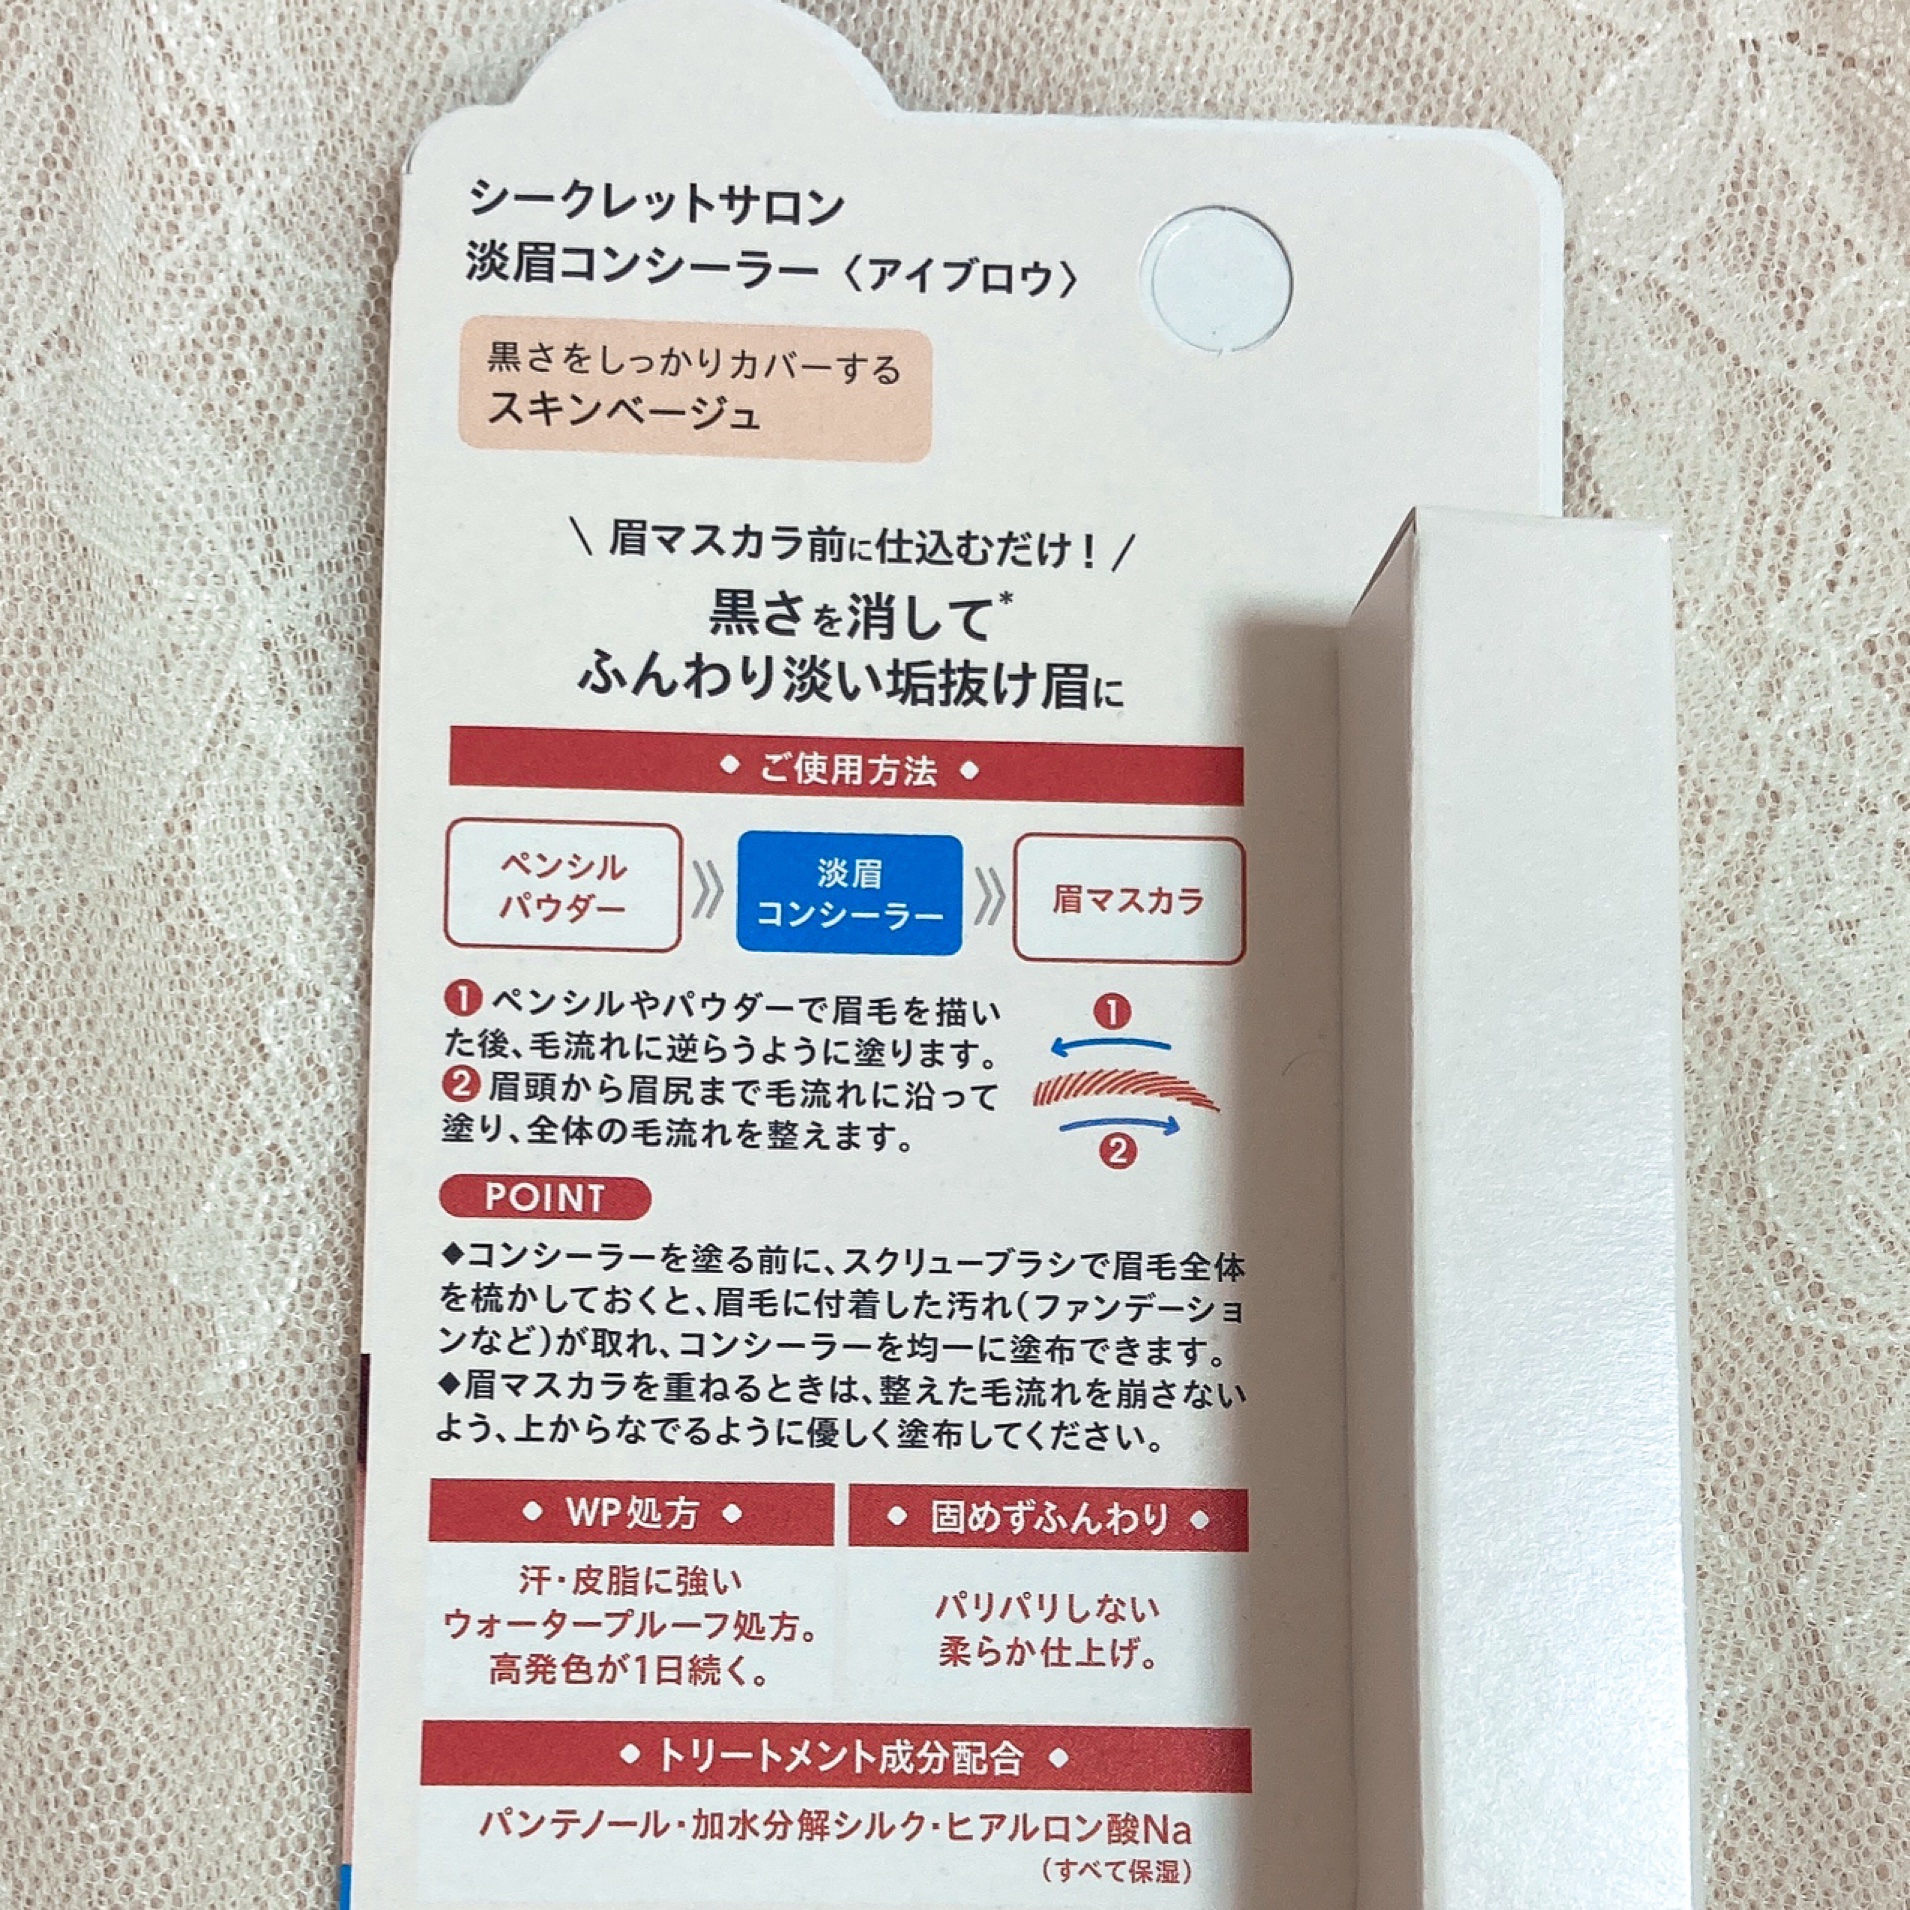 シークレットサロン
淡眉コンシーラー〈アイブロウ〉
黒さをしっかりカバーする
スキンベージュ
\ 眉マスカラ前に仕込むだけ！ /
黒さを消して*
ふんわり淡い垢抜け眉に
● ご使用方法 ●
ペンシル
パウダー
淡眉
コンシーラー
眉マスカラ
❶ペンシルやパウダーで眉毛を描い
た後、毛流れに逆らうように塗ります。
❷眉頭から眉尻まで毛流れに沿って
塗り、全体の毛流れを整えます。
❶
❷
POINT
◆コンシーラーを塗る前に、スクリューブラシで眉毛全体
を梳かしておくと、眉毛に付着した汚れ(ファンデーショ
ンなど)が取れ、コンシーラーを均一に塗布できます。
◆眉マスカラを重ねるときは、整えた毛流れを崩さない
よう、上からなでるように優しく塗布してください。
● WP処方 ●
汗・皮脂に強い
ウォータープルーフ処方。
高発色が1日続く。
● 固めずふんわり ●
パリパリしない
柔らか仕上げ。
● トリートメント成分配合 ●
パンテノール・加水分解シルク・ヒアルロン酸Na
(すべて保湿)